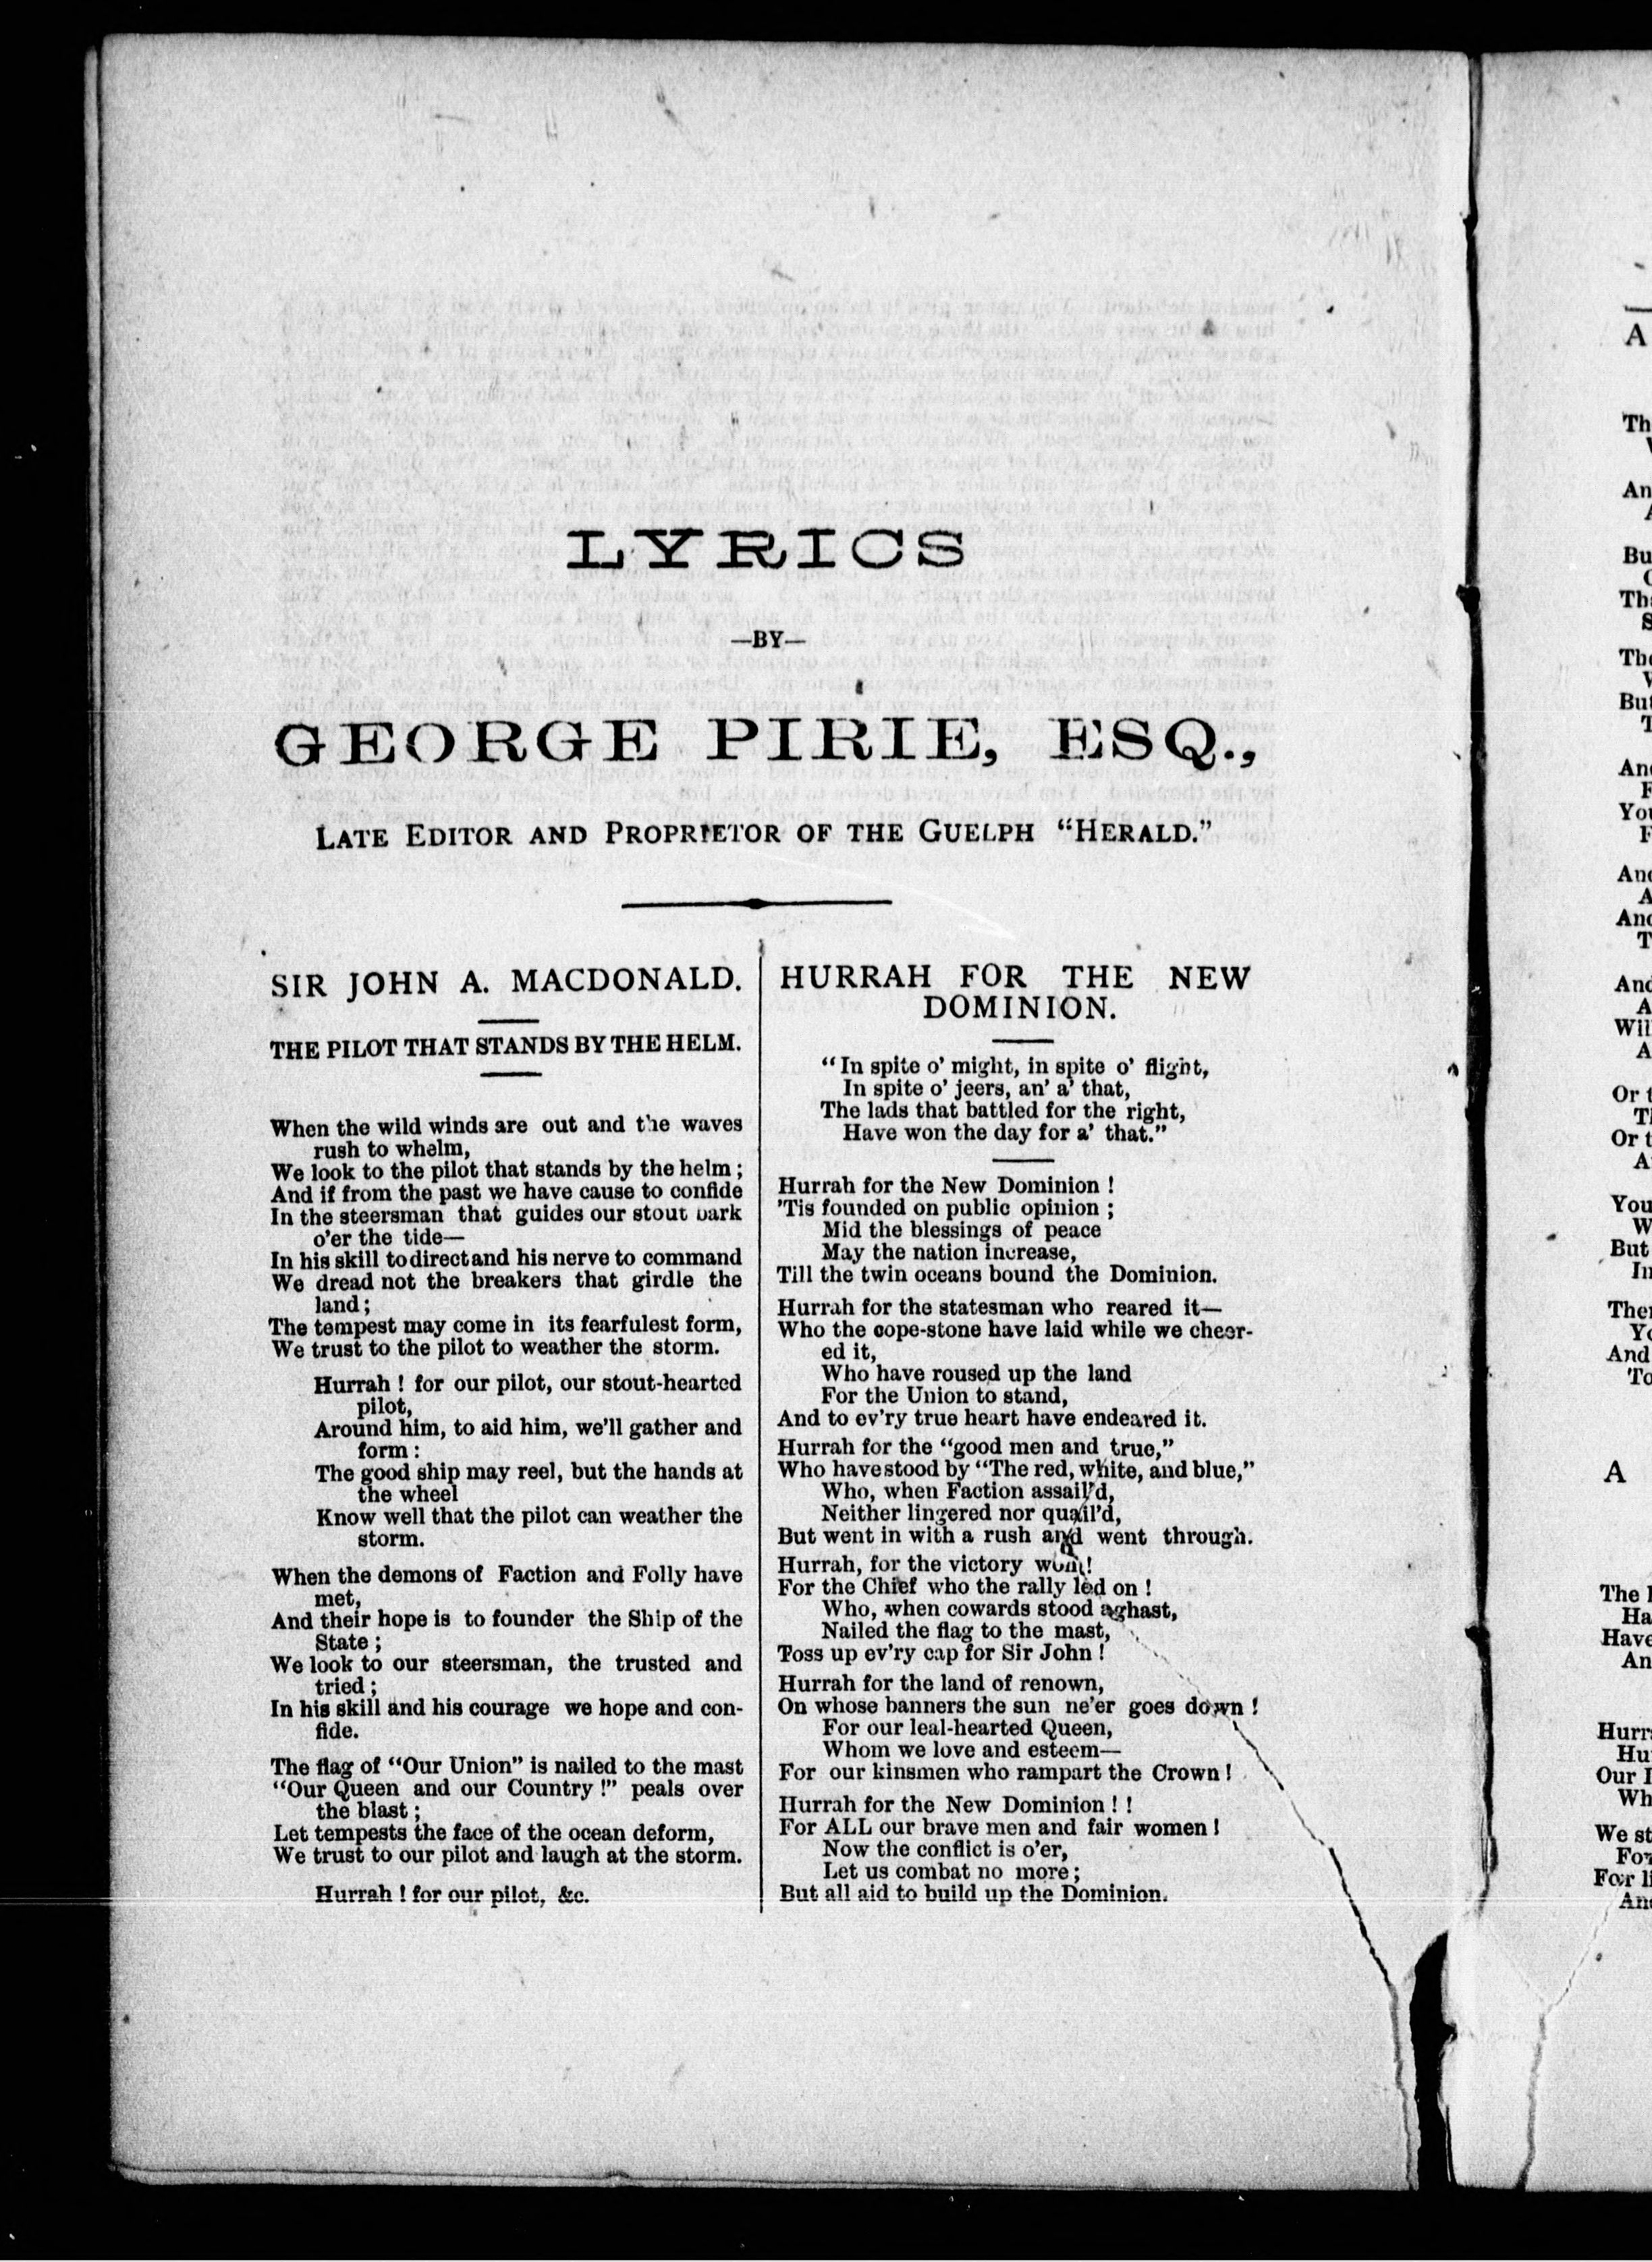 LYRICS
—BY—
GEORGE PIRIE, ESQ.,
LATE EDITOR AND PROPRIETOR OF THE GUELPH "HERALD."
SIR JOHN A. MACDONALD.
THE PILOT THAT STANDS BY THE HELM.
When the wild winds are out and the waves
rush to whelm,
We look to the pilot that stands by the helm;
And if from the past we have cause to confide
In the steersman that guides our stout bark
o'er the tide—
In his skill to direct and his nerve to command
We dread not the breakers that girdle the
land;
The tempest may come in its fearfulest form,
We trust to the pilot to weather the storm.
Hurrah! for our pilot, our stout-hearted
pilot,
Around him, to aid him, we'll gather and
form:
The good ship may reel, but the hands at
the wheel
Know well that the pilot can weather the
storm.
When the demons of Faction and Folly have
met,
And their hope is to founder the Ship of the
State;
We look to our steersman, the trusted and
tried;
In his skill and his courage we hope and con-
fide.
The flag of "Our Union" is nailed to the mast
"Our Queen and our Country!" peals over
the blast;
Let tempests the face of the ocean deform,
We trust to our pilot and laugh at the storm.
Hurrah! for our pilot, &c.
HURRAH FOR THE NEW
DOMINION.
"In spite o' might, in spite o' flight,
In spite o' jeers, an' a' that,
The lads that battled for the right,
Have won the day for a' that."
Hurrah for the New Dominion!
'Tis founded on public opinion;
Mid the blessings of peace
May the nation increase,
Till the twin oceans bound the Dominion.
Hurrah for the statesman who reared it—
Who the cope-stone have laid while we cheer-
ed it,
Who have roused up the land
For the Union to stand,
And to ev'ry true heart have endeared it.
Hurrah for the "good men and true,"
Who have stood by "The red, white, and blue,"
Who, when Faction assail'd,
Neither lingered nor quail'd,
But went in with a rush and went through.
Hurrah, for the victory won!
For the Chief who the rally led on!
Who, when cowards stood aghast,
Nailed the flag to the mast,
Toss up ev'ry cap for Sir John!
Hurrah for the land of renown,
On whose banners the sun ne'er goes down!
For our leal-hearted Queen,
Whom we love and esteem—
For our kinsmen who rampart the Crown!
Hurrah for the New Dominion!!
For ALL our brave men and fair women!
Now the conflict is o'er,
Let us combat no more;
But all aid to build up the Dominion.